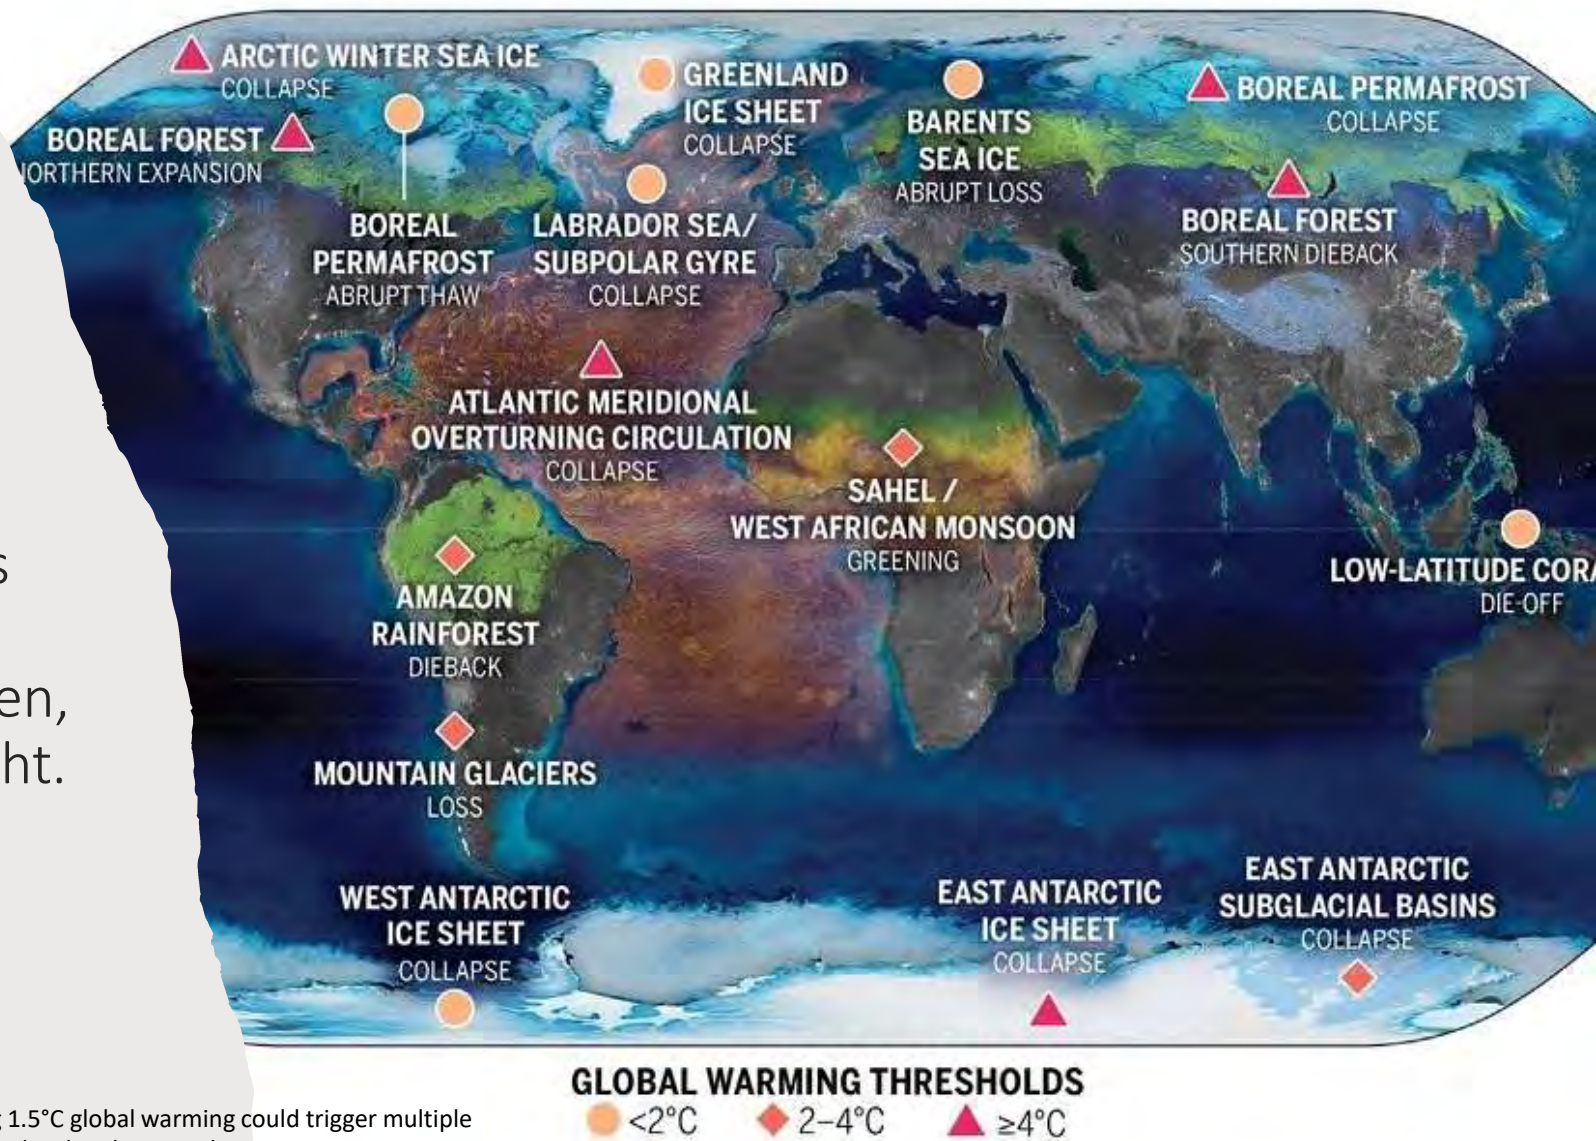 ARCTIC WINTER SEA ICE
COLLAPSE
GREENLAND
ICE SHEET
COLLAPSE
BARENTS
SEA ICE
ABRUPT LOSS
BOREAL PERMAFROST
COLLAPSE
BOREAL FOREST
NORTHERN EXPANSION
BOREAL
PERMAFROST
ABRUPT THAW
LABRADOR SEA/
SUBPOLAR GYRE
COLLAPSE
BOREAL FOREST
SOUTHERN DIEBACK
ATLANTIC MERIDIONAL
OVERTURNING CIRCULATION
COLLAPSE
SAHEL /
WEST AFRICAN MONSOON
GREENING
LOW-LATITUDE
DIE-OFF
AMAZON
RAINFOREST
DIEBACK
MOUNTAIN GLACIERS
LOSS
WEST ANTARCTIC
ICE SHEET
COLLAPSE
EAST ANTARCTIC
ICE SHEET
COLLAPSE
EAST ANTARCTIC
SUBGLACIAL BASINS
COLLAPSE
GLOBAL WARMING THRESHOLDS
<2°C 2–4°C ≥4°C
1.5°C global warming could trigger multiple